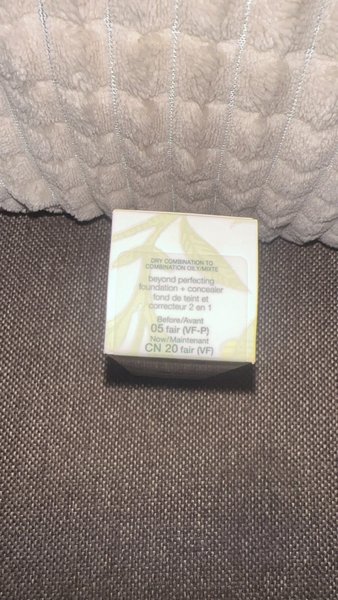 DRY COMBINATION TO
COMBINATION OILY/MIXTE
beyond perfecting
foundation + concealer
fond de teint et
correcteur 2 en 1
Before/Avant
05 fair (VF-P)
Now/Maintenant
CN 20 fair (VF)